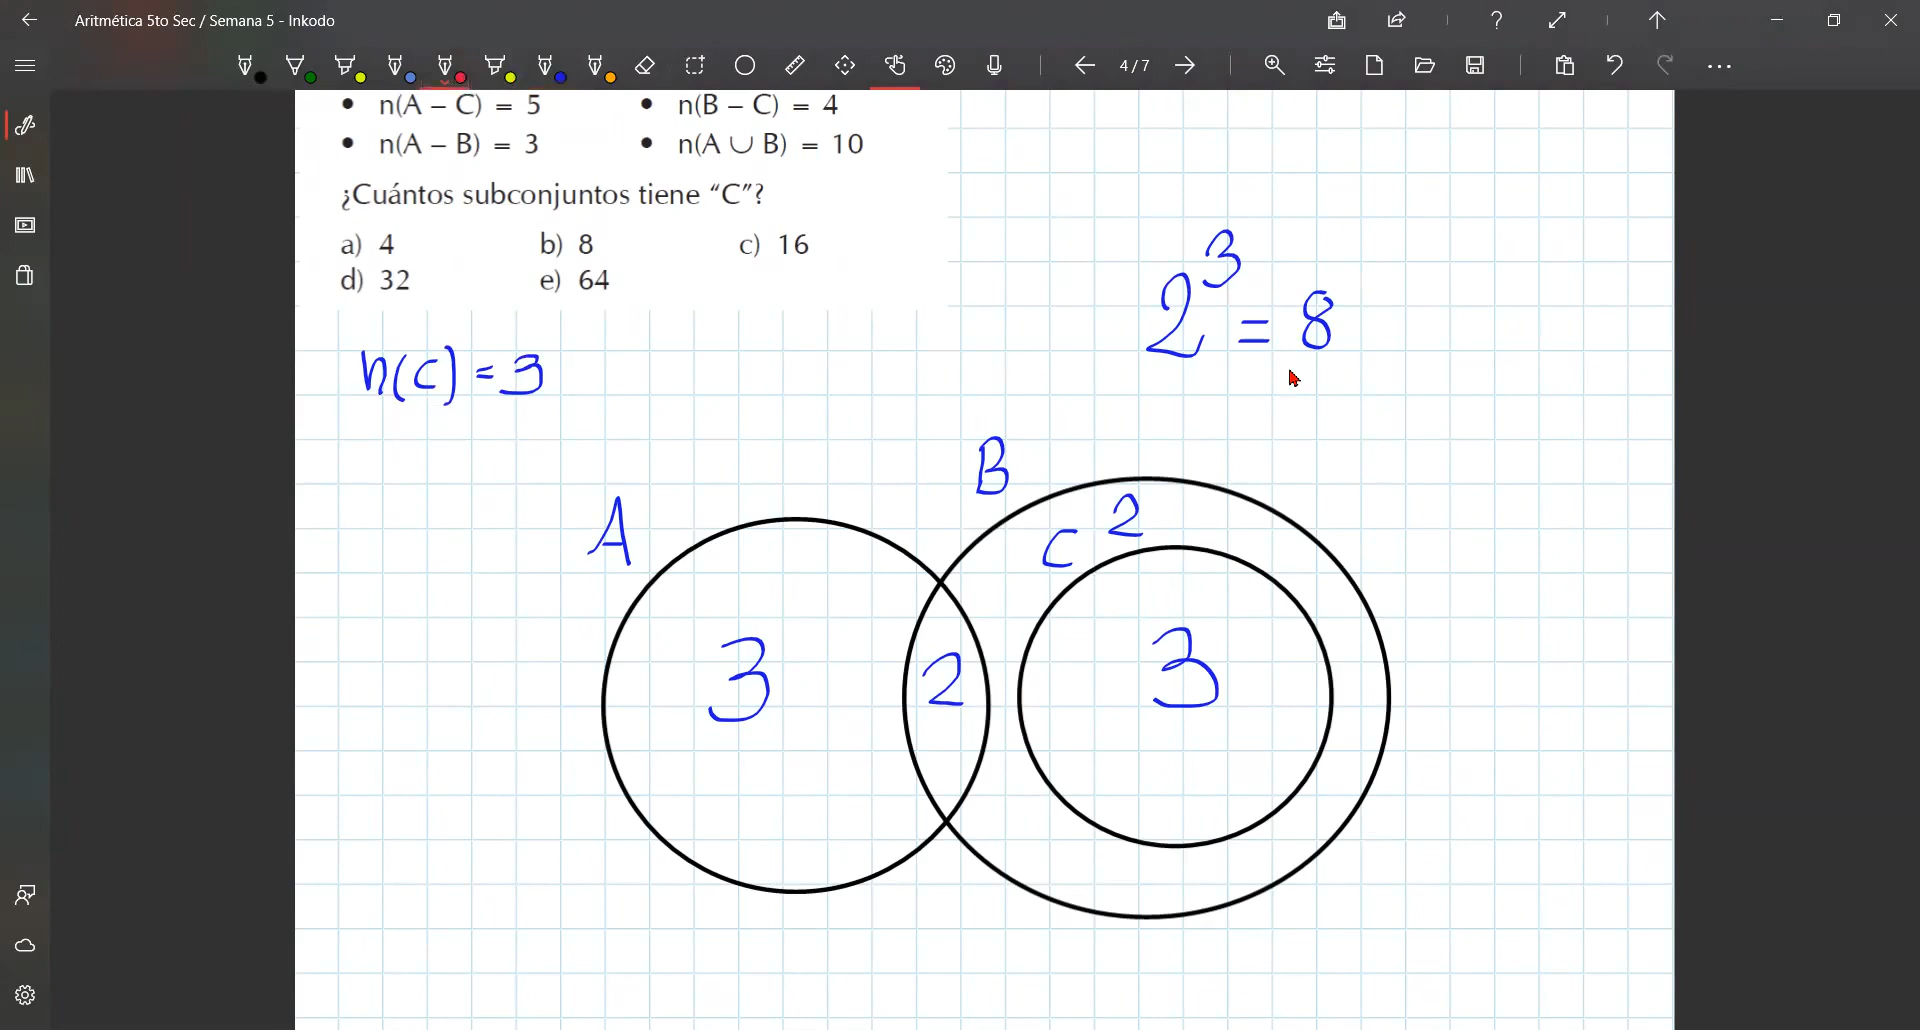 Aritmética 5to Sec / Semana 5 - Inkodo
4 / 7
• n(A – C) = 5 • n(B – C) = 4
• n(A – B) = 3 • n(A ∪ B) = 10
¿Cuántos subconjuntos tiene “C”?
a) 4 b) 8 c) 16
d) 32 e) 64
2³ = 8
n(C) = 3
B
A
C 2
3 2 3